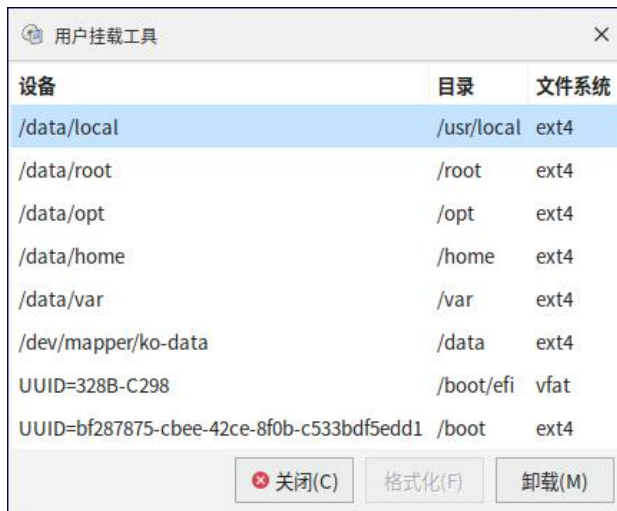 用户挂载工具
设备 目录 文件系统
/data/local /usr/local ext4
/data/root /root ext4
/data/opt /opt ext4
/data/home /home ext4
/data/var /var ext4
/dev/mapper/ko-data /data ext4
UUID=328B-C298 /boot/efi vfat
UUID=bf287875-cbee-42ce-8f0b-c533bdf5edd1 /boot ext4
关闭(C) 格式化(F) 卸载(M)